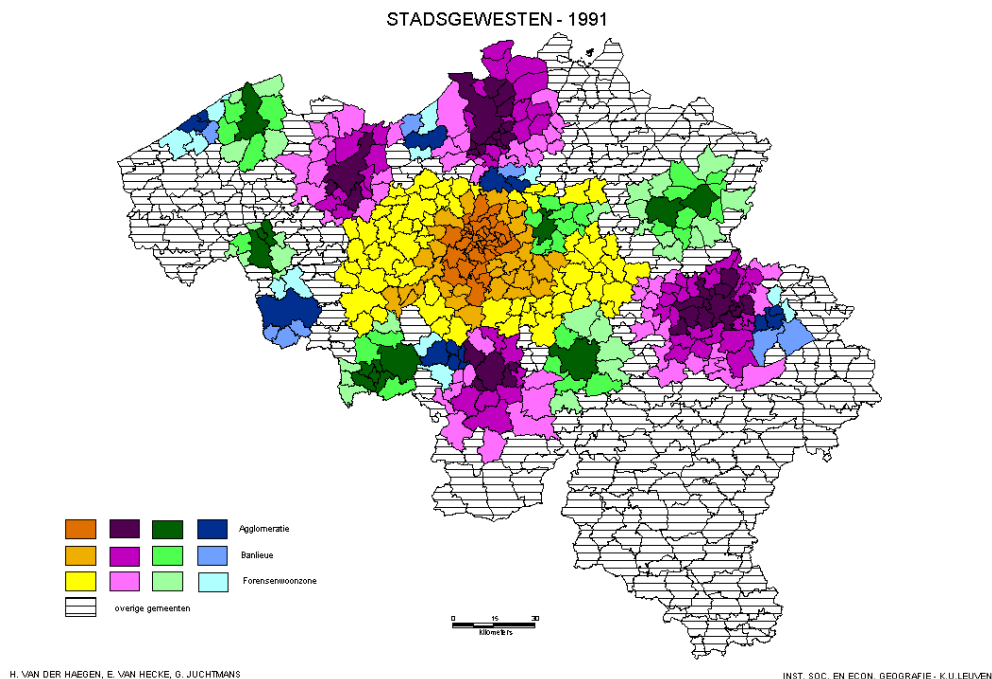 STADSGEWESTEN - 1991
Agglomeratie
Banlieue
Forensenwoonzone
overige gemeenten
0 15 30
kilometers
H. VAN DER HAEGEN, E. VAN HECKE, G. JUCHTMANS
INST. SOC. EN ECON. GEOGRAFIE - K.U.LEUVEN